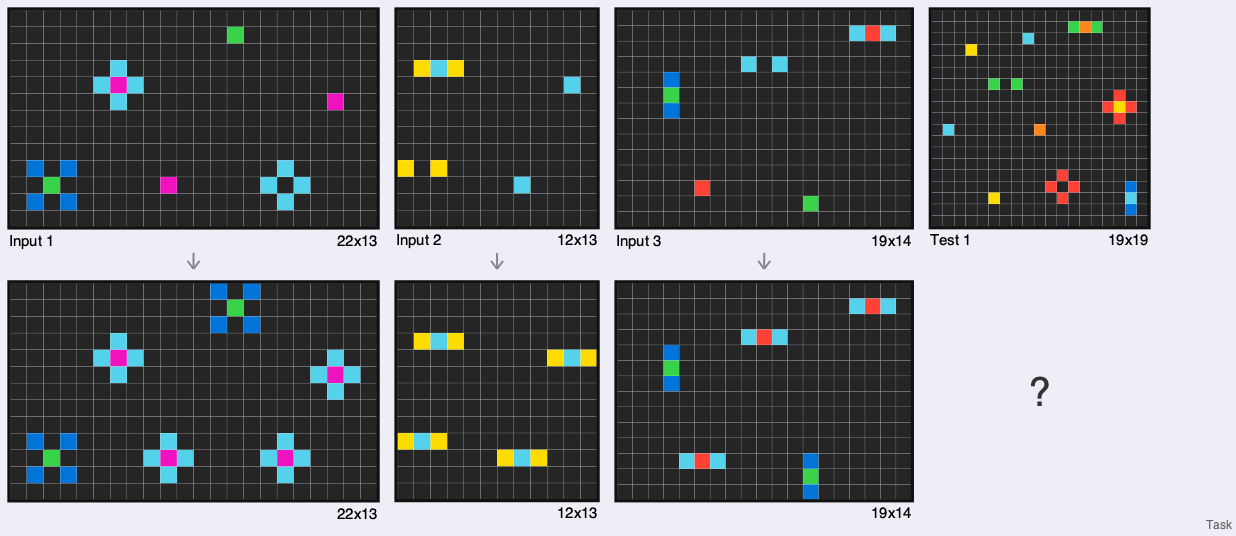 Input 1 22x13
Input 2 12x13
Input 3 19x14
Test 1 19x19
?
22x13
12x13
19x14
Task